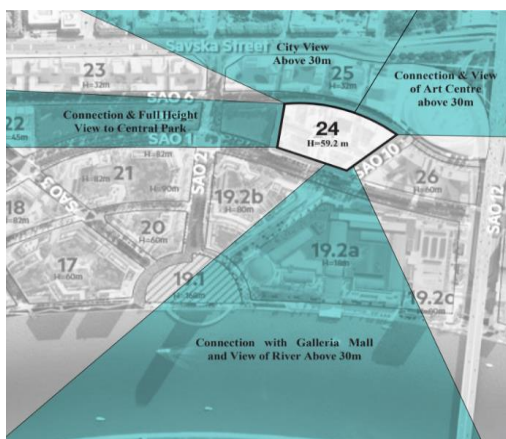 Savska Street
City View
Above 30m
23
H=32m
25
H=32m
Connection & View
of Art Centre
above 30m
SAO 6
Connection & Full Height
View to Central Park
22
H=45m
SAO 1
24
H=59.2 m
SAO 10
H=82m
21
H=82m
H=90m
SAO 2
SAO 3
19.2b
H=80m
26
H=60m
SAO 12
18
H=82m
20
H=60m
17
H=60m
19.2a
19.1
19.2c
H=60m
Connection with Galleria Mall
and View of River Above 30m